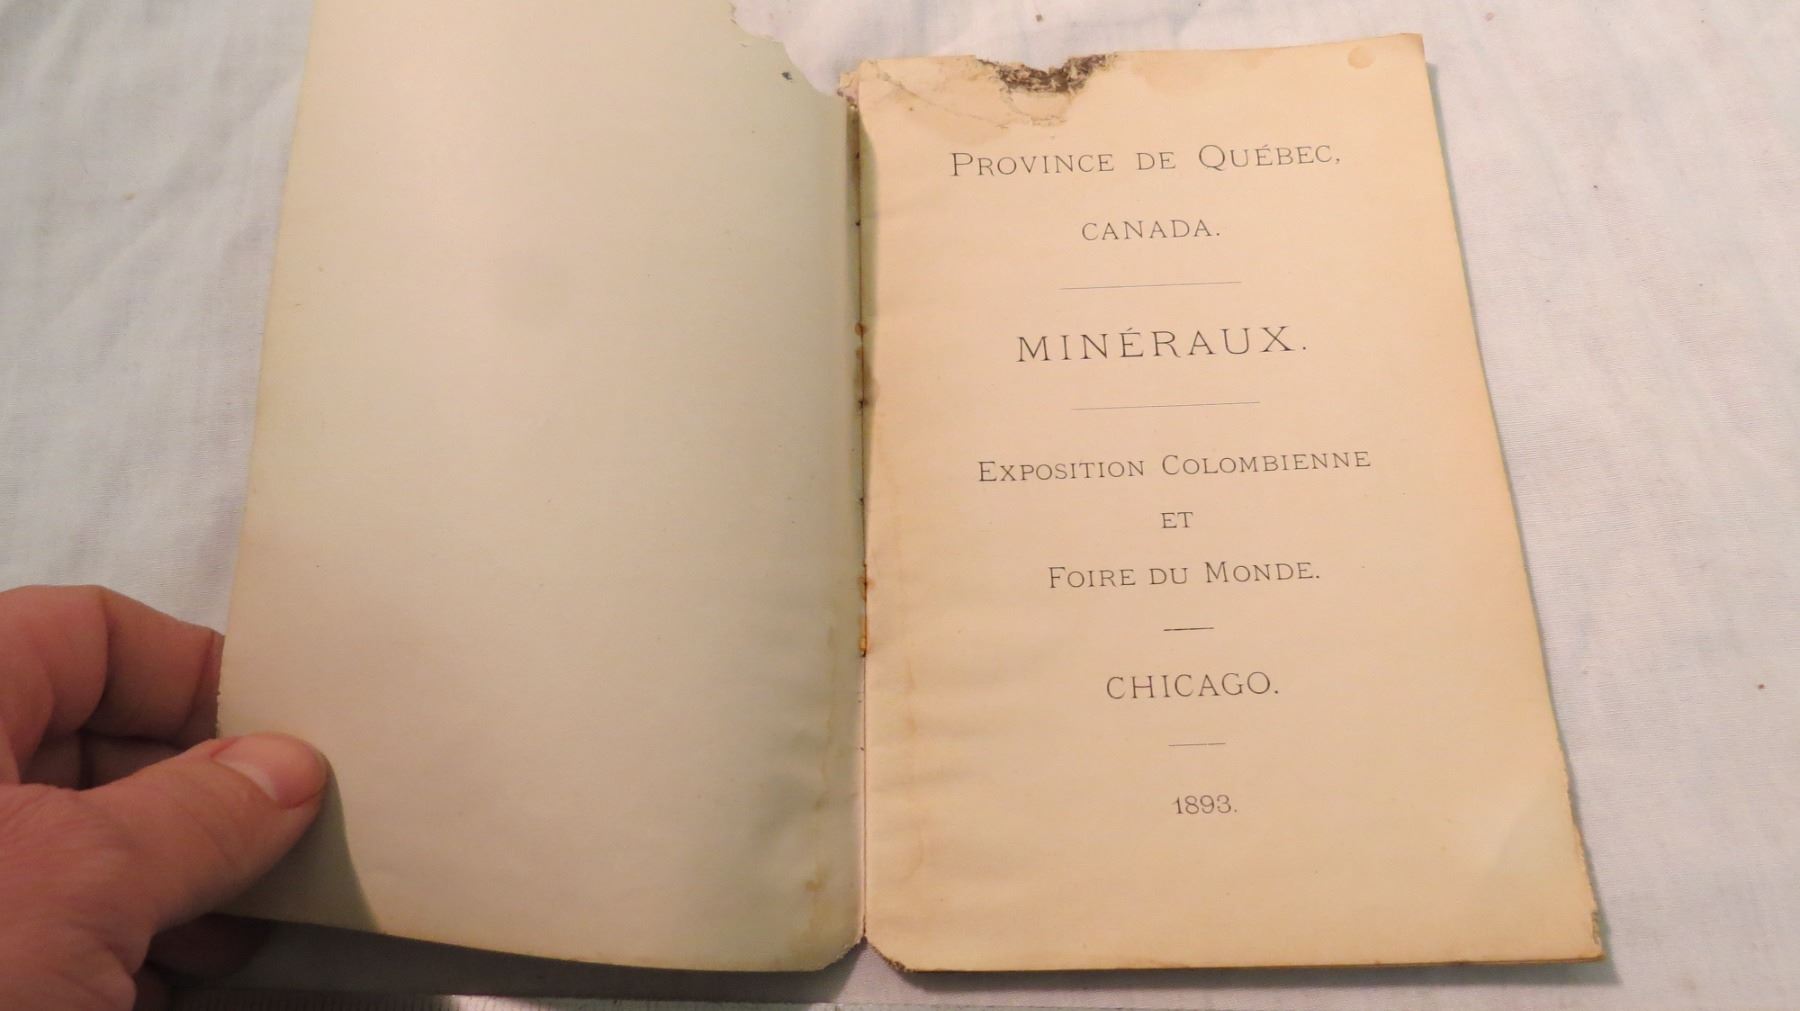 PROVINCE DE QUÉBEC,
CANADA.
MINÉRAUX.
EXPOSITION COLOMBIENNE
ET
FOIRE DU MONDE.
CHICAGO.
1893.